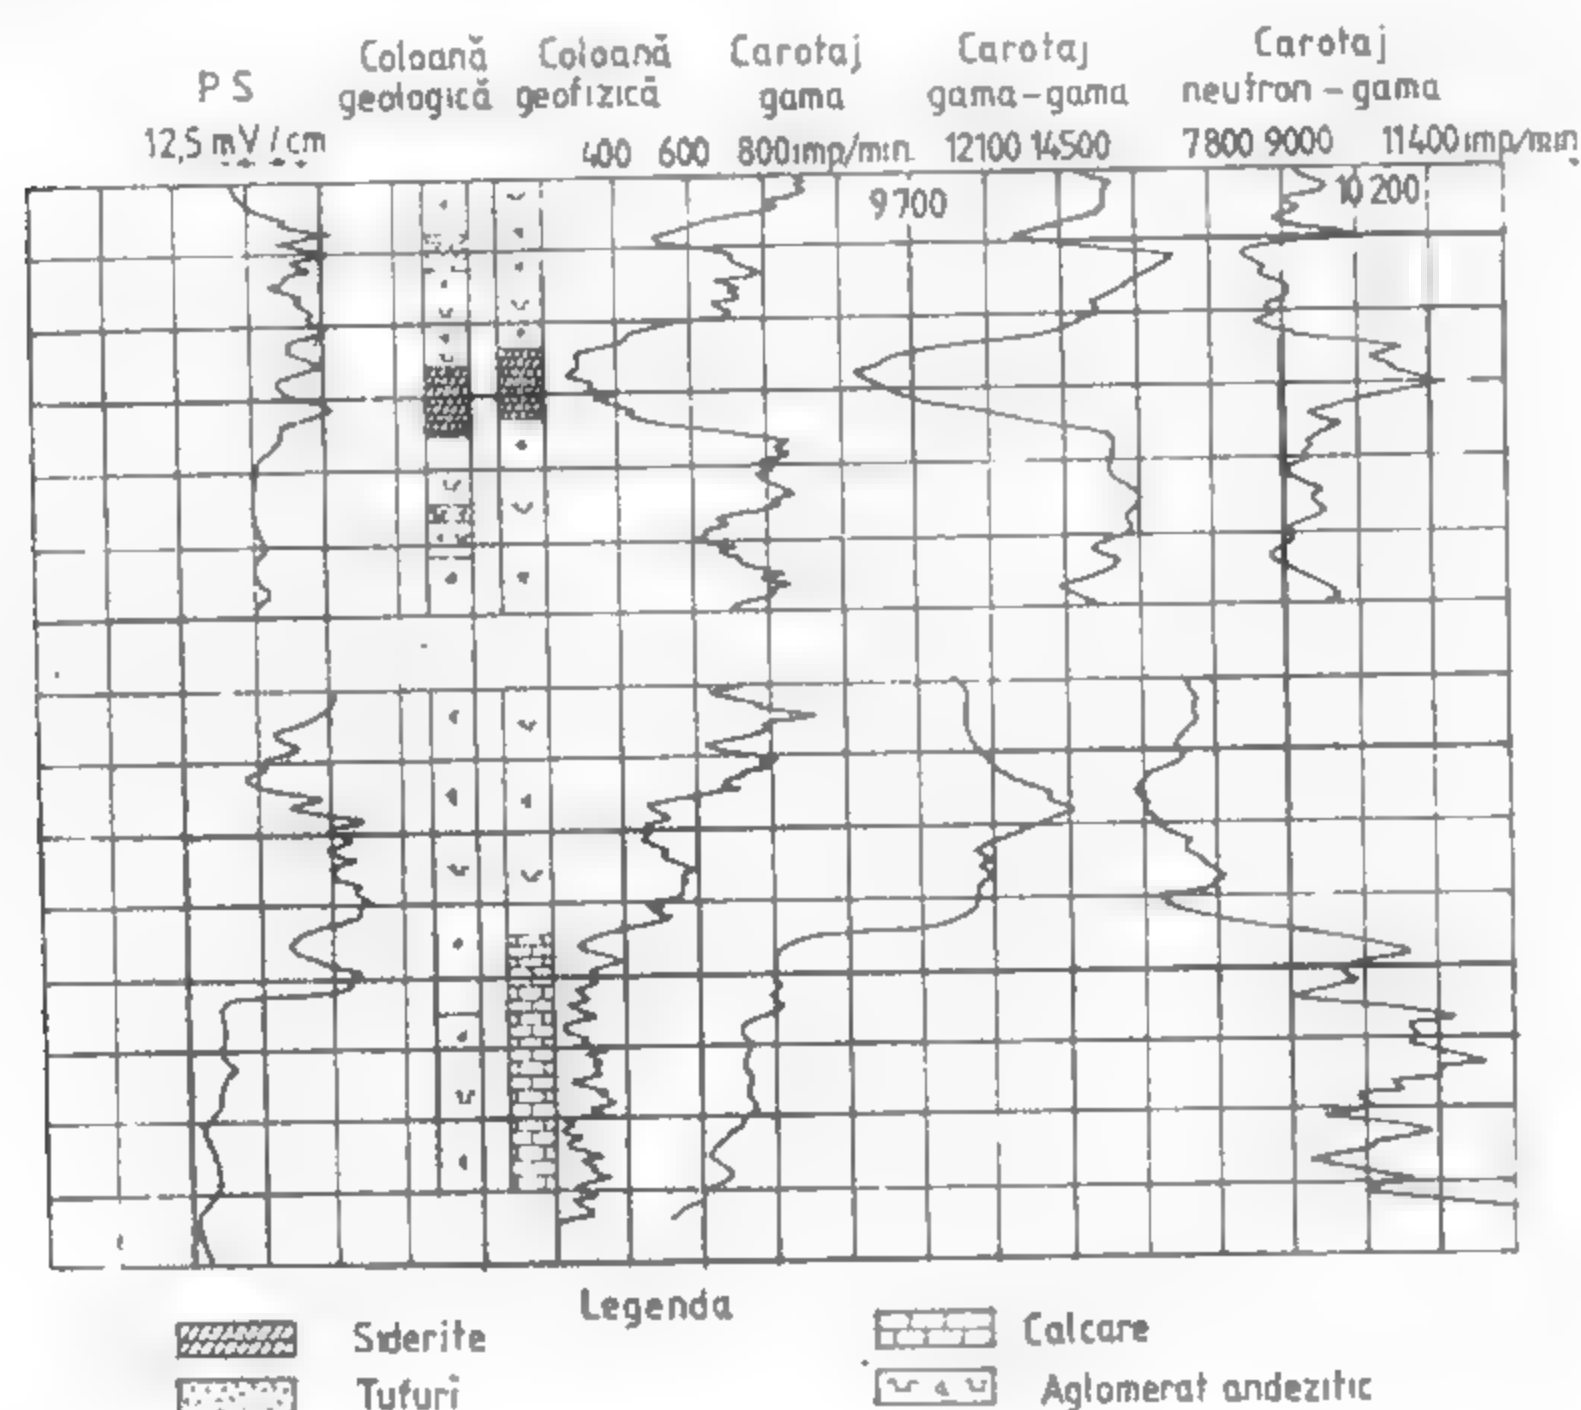 P S
12,5 mV/cm
Coloană
geologică
Coloană
geofizică
Carotaj
gama
400 600 800 imp/min
Carotaj
gama-gama
12100 14500
9700
Carotaj
neutron - gama
7800 9000 11400 imp/min
10 200
Legenda
Siderite
Tufuri
Calcare
Aglomerat andezitic